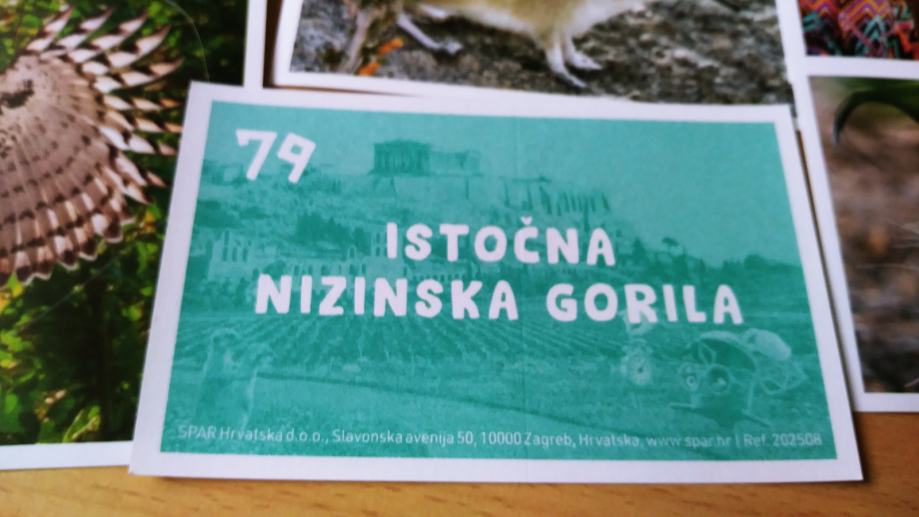 79
ISTOČNA
NIZINSKA GORILA
SPAR Hrvatska d.o.o., Slavonska avenija 50, 10000 Zagreb, Hrvatska, www.spar.hr | Ref. 202508